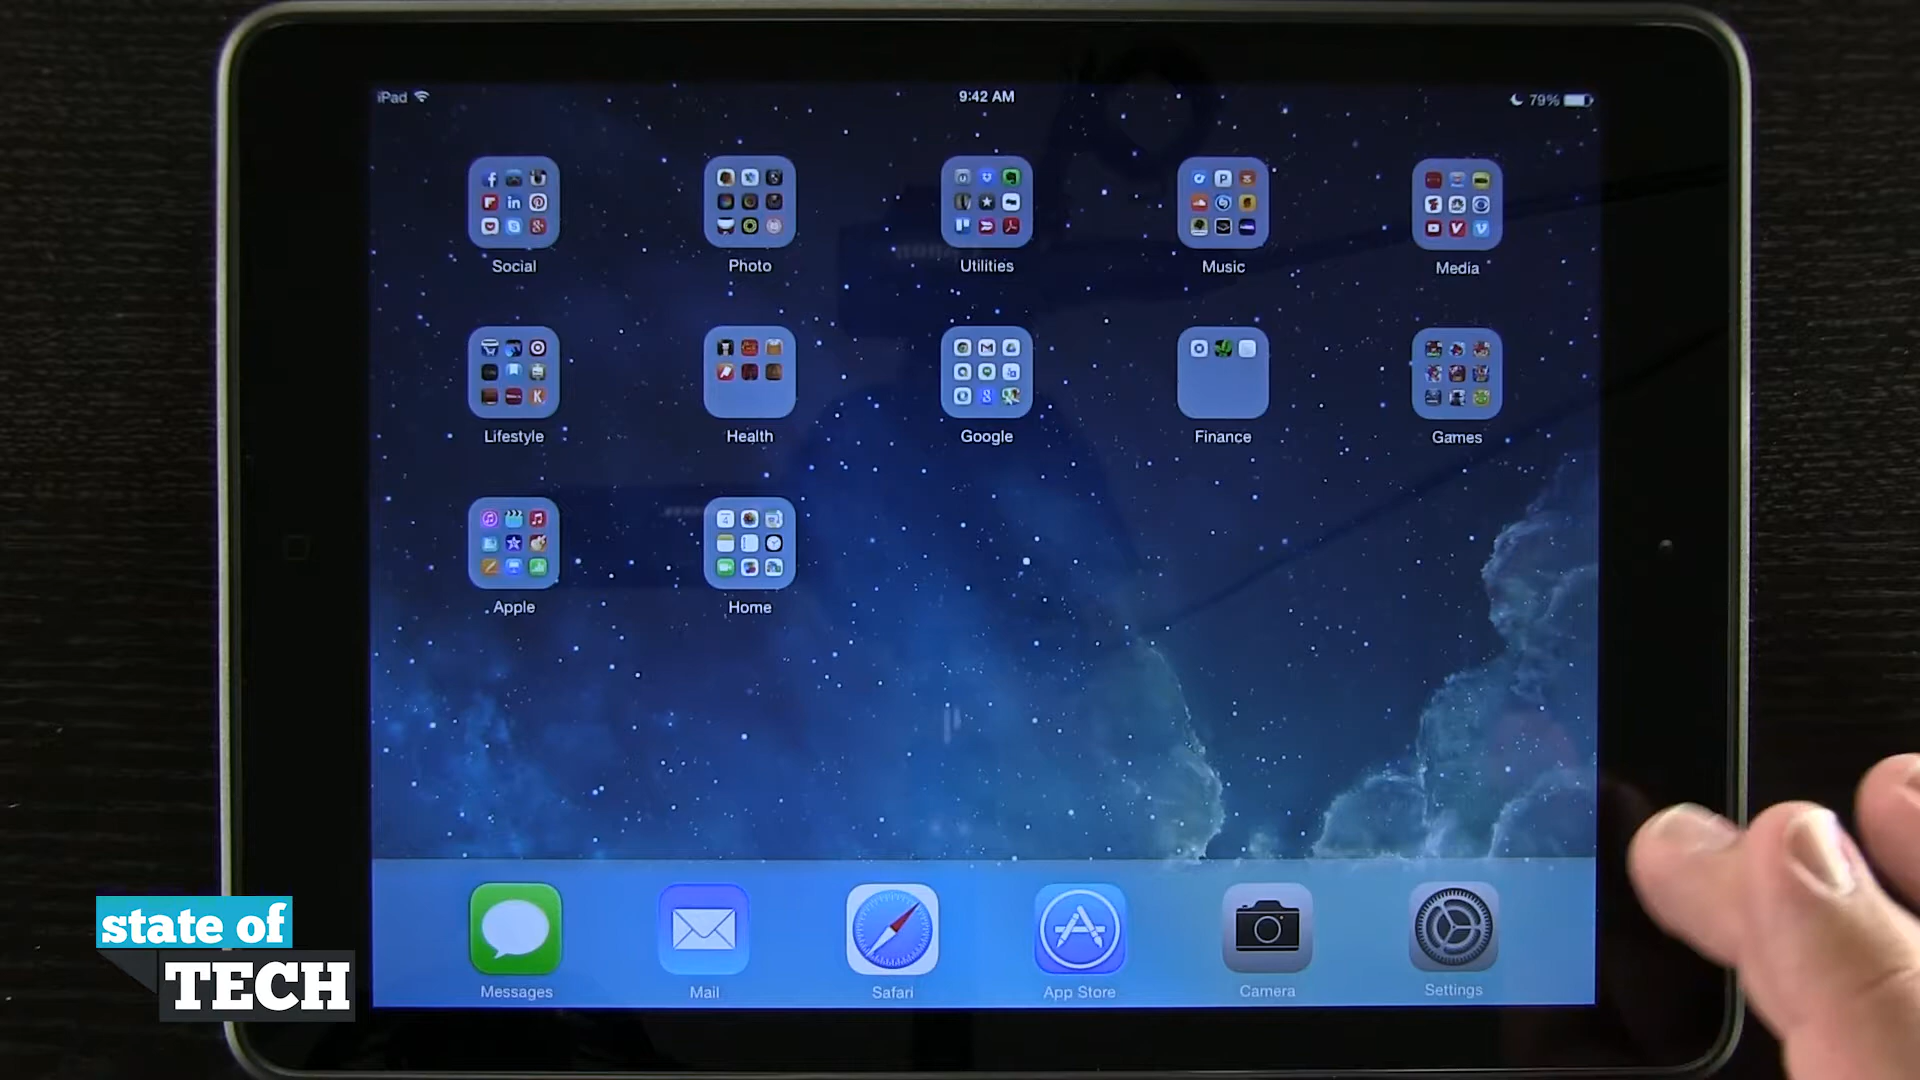 iPad
9:42 AM
79%
Social
Photo
Utilities
Music
Media
Lifestyle
Health
Google
Finance
Games
Apple
Home
Messages
Mail
Safari
App Store
Camera
Settings
state of
TECH